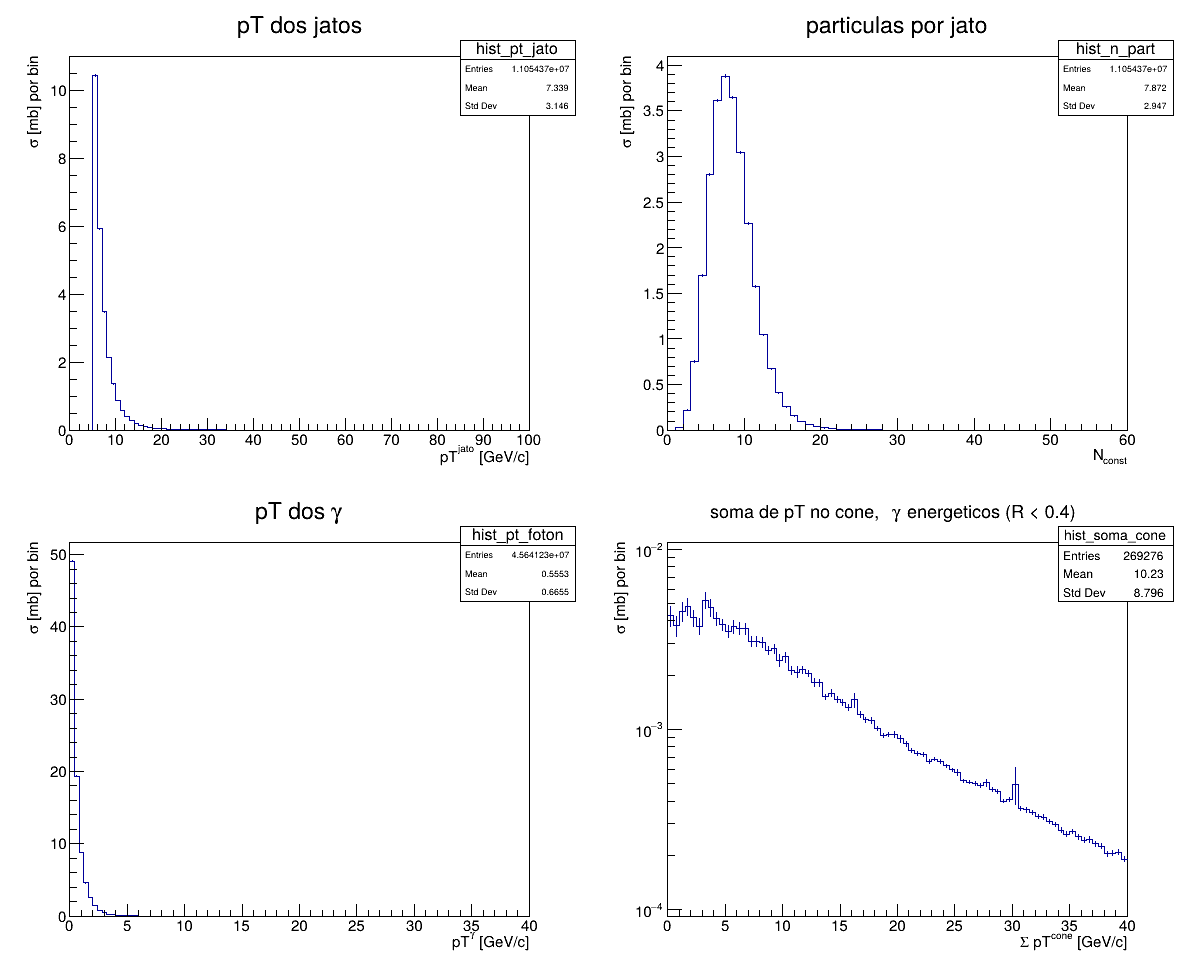 pT dos jatos
hist_pt_jato
Entries 1.105437e+07
Mean 7.339
Std Dev 3.146
σ [mb] por bin
10
8
6
4
2
0
0 10 20 30 40 50 60 70 80 90 100
pT^jato [GeV/c]
particulas por jato
hist_n_part
Entries 1.105437e+07
Mean 7.872
Std Dev 2.947
σ [mb] por bin
4
3.5
3
2.5
2
1.5
1
0.5
0
0 10 20 30 40 50 60
N_const
pT dos γ
hist_pt_foton
Entries 4.564123e+07
Mean 0.5553
Std Dev 0.6655
σ [mb] por bin
50
40
30
20
10
0
0 5 10 15 20 25 30 35 40
pT^γ [GeV/c]
soma de pT no cone, γ energeticos (R < 0.4)
hist_soma_cone
Entries 269276
Mean 10.23
Std Dev 8.796
σ [mb] por bin
10⁻²
10⁻³
10⁻⁴
0 5 10 15 20 25 30 35 40
Σ pT^cone [GeV/c]